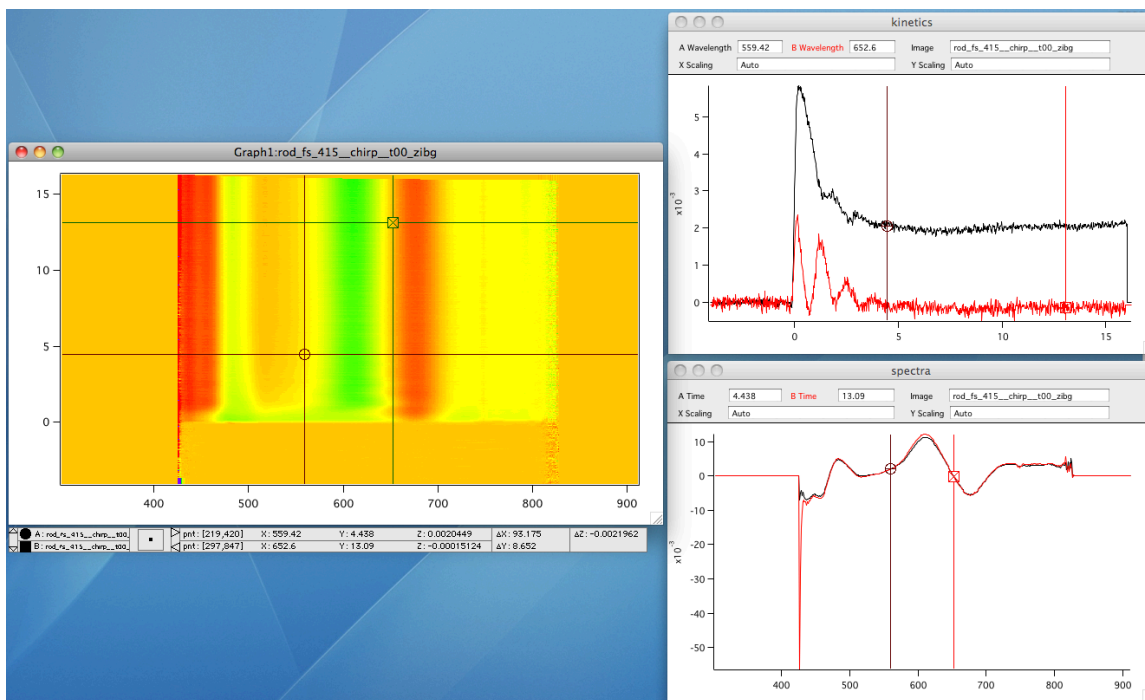 Graph1:rod_fs_415__chirp__t00_zibg
15
10
5
0
400 500 600 700 800 900
A: rod_fs_415__chirp__t00_ pnt: [219,420] X: 559.42 Y: 4.438 Z: 0.0020449 ΔX: 93.175 ΔZ: -0.0021962
B: rod_fs_415__chirp__t00_ pnt: [297,847] X: 652.6 Y: 13.09 Z: -0.00015124 ΔY: 8.652
kinetics
A Wavelength 559.42 B Wavelength 652.6 Image rod_fs_415__chirp__t00_zibg
X Scaling Auto Y Scaling Auto
5
4
3
2
1
0
x10⁻³
0 5 10 15
spectra
A Time 4.438 B Time 13.09 Image rod_fs_415__chirp__t00_zibg
X Scaling Auto Y Scaling Auto
10
0
-10
-20
-30
-40
-50
x10⁻³
400 500 600 700 800 900